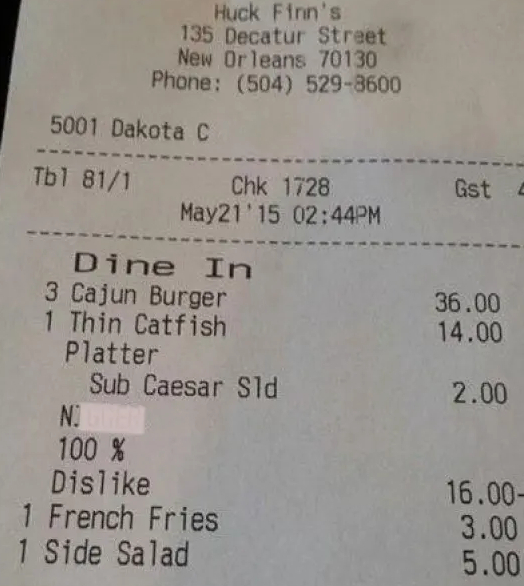 Huck Finn's
135 Decatur Street
New Orleans 70130
Phone: (504) 529-8600
5001 Dakota C
Tbl 81/1 Chk 1728 Gst 4
May21'15 02:44PM
Dine In
3 Cajun Burger 36.00
1 Thin Catfish 14.00
Platter
Sub Caesar Sld 2.00
100 %
Dislike 16.00-
1 French Fries 3.00
1 Side Salad 5.00